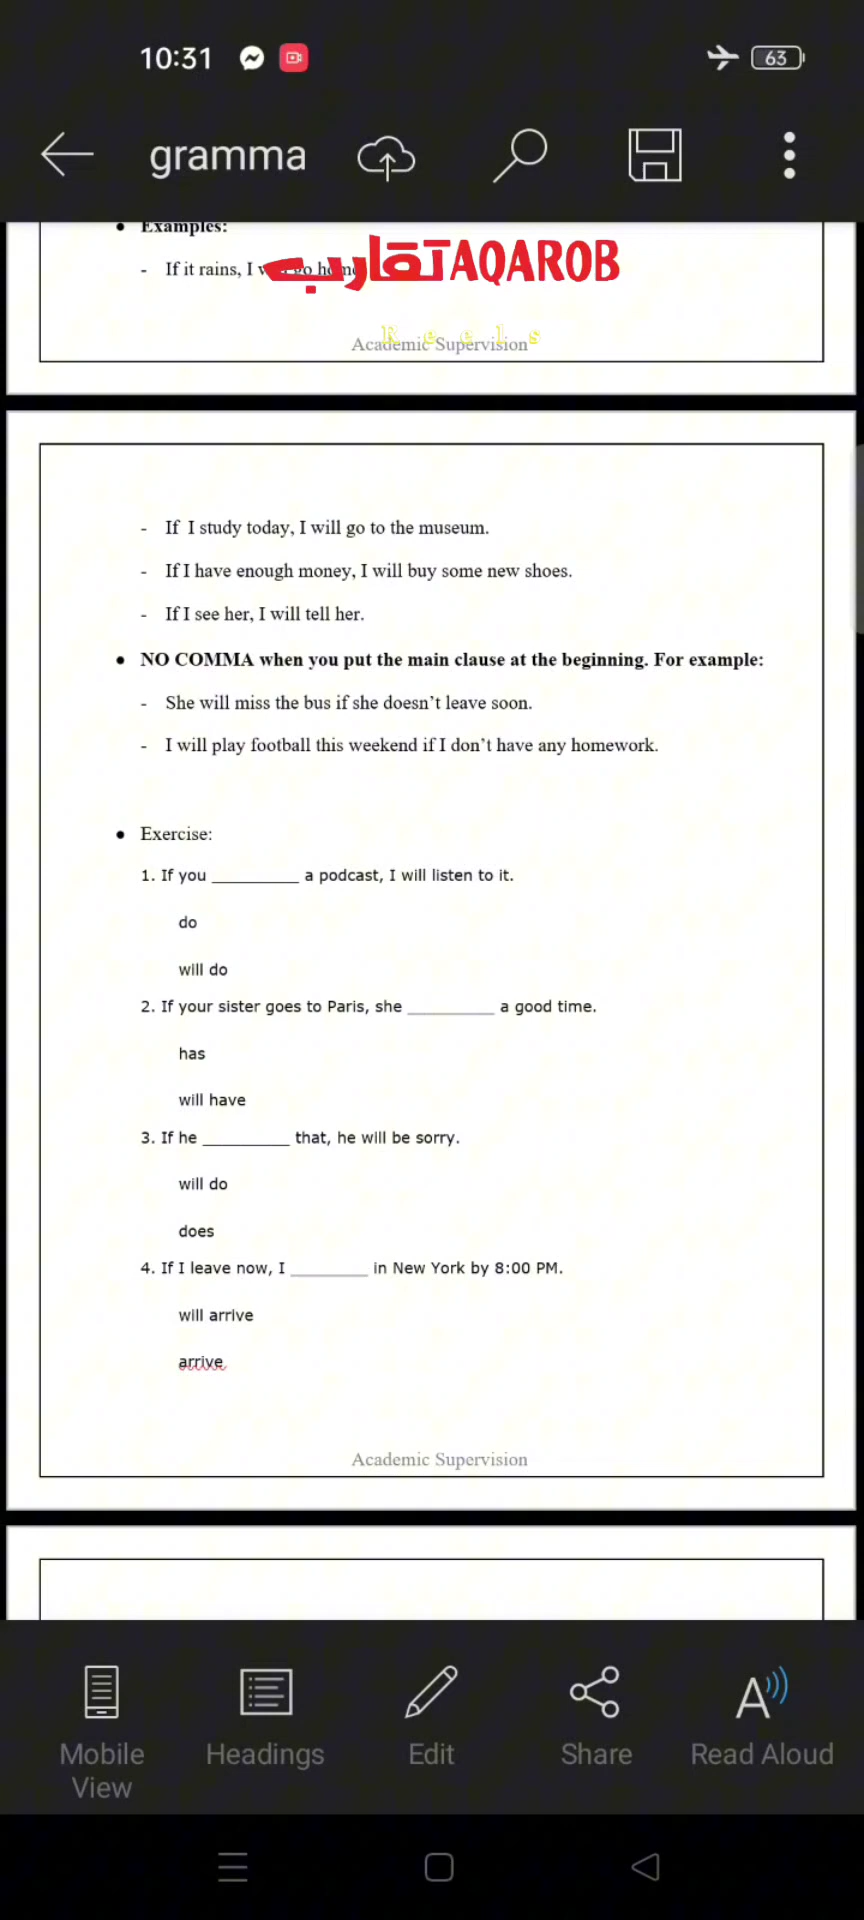 10:31
63
gramma
• Examples:
- If it rains, I go home
تقارب TAQAROB
Reels
Academic Supervision
- If I study today, I will go to the museum.
- If I have enough money, I will buy some new shoes.
- If I see her, I will tell her.
• NO COMMA when you put the main clause at the beginning. For example:
- She will miss the bus if she doesn't leave soon.
- I will play football this weekend if I don't have any homework.
• Exercise:
1. If you __________ a podcast, I will listen to it.
do
will do
2. If your sister goes to Paris, she __________ a good time.
has
will have
3. If he __________ that, he will be sorry.
will do
does
4. If I leave now, I _________ in New York by 8:00 PM.
will arrive
arrive
Academic Supervision
Mobile View
Headings
Edit
Share
Read Aloud